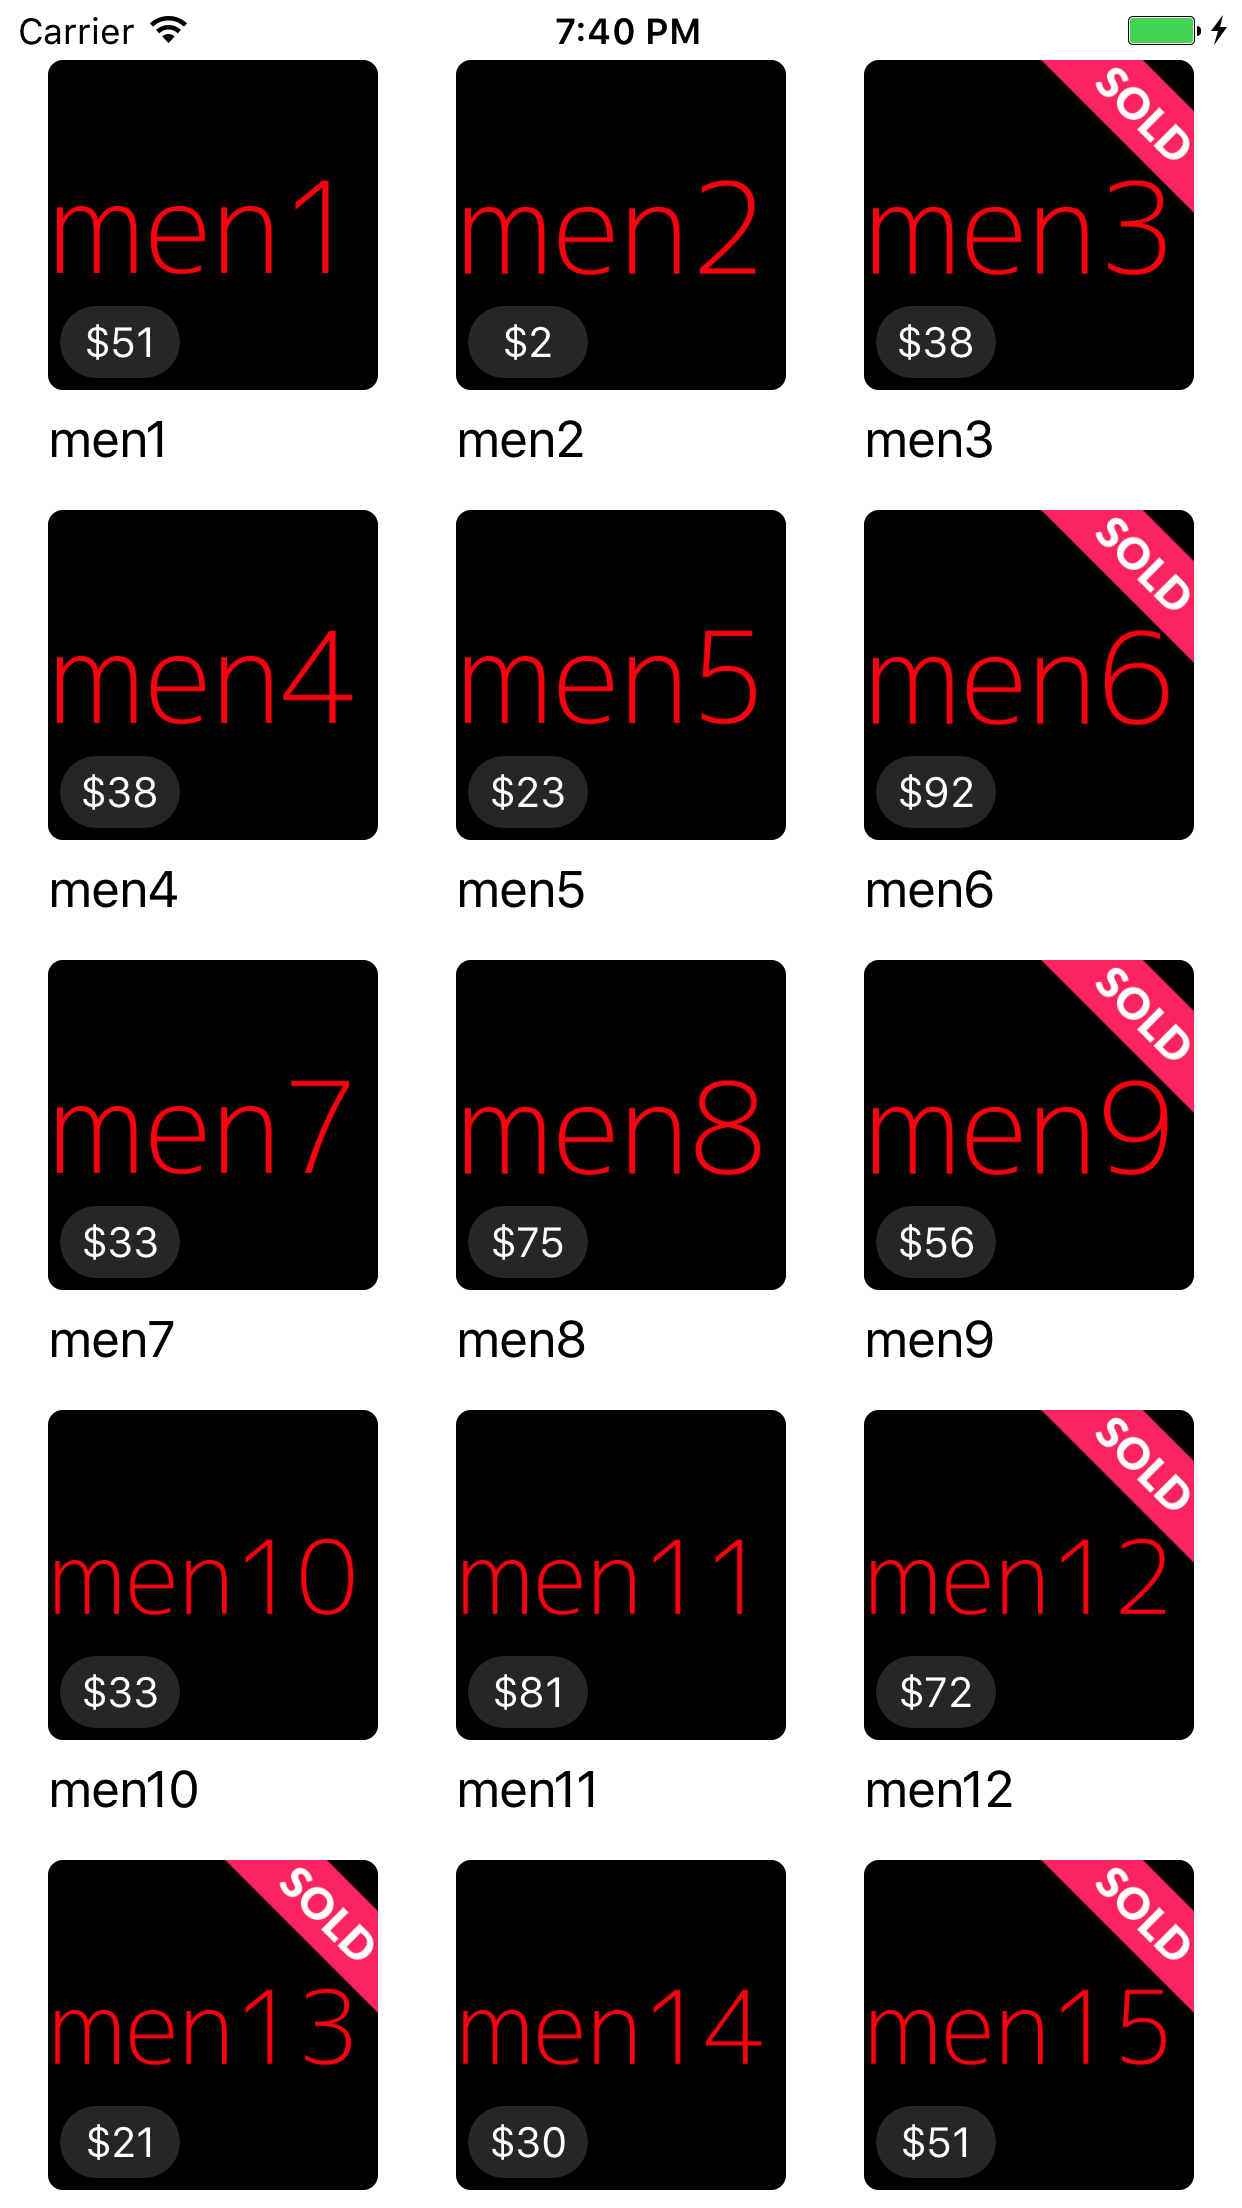 Carrier 7:40 PM
SOLD
men1 men2 men3
$51 $2 $38
men1 men2 men3
SOLD
men4 men5 men6
$38 $23 $92
men4 men5 men6
SOLD
men7 men8 men9
$33 $75 $56
men7 men8 men9
SOLD
men10 men11 men12
$33 $81 $72
men10 men11 men12
SOLD SOLD
men13 men14 men15
$21 $30 $51